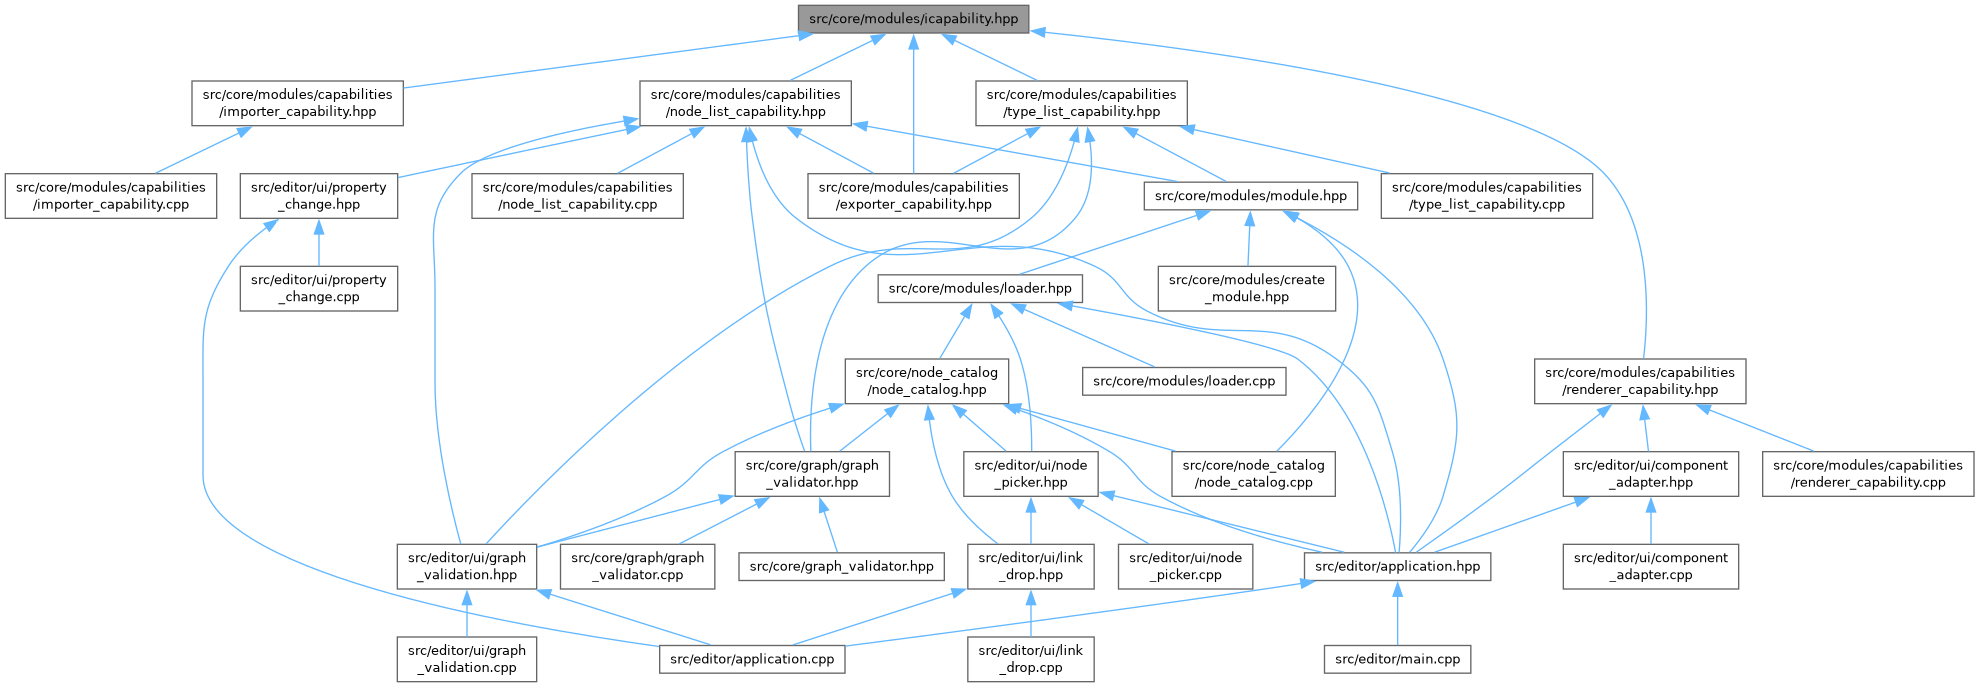 src/core/modules/icapability.hpp
src/core/modules/capabilities
/importer_capability.hpp
src/core/modules/capabilities
/node_list_capability.hpp
src/core/modules/capabilities
/type_list_capability.hpp
src/core/modules/capabilities
/importer_capability.cpp
src/editor/ui/property
_change.hpp
src/core/modules/capabilities
/node_list_capability.cpp
src/core/modules/capabilities
/exporter_capability.hpp
src/core/modules/module.hpp
src/core/modules/capabilities
/type_list_capability.cpp
src/editor/ui/property
_change.cpp
src/core/modules/loader.hpp
src/core/modules/create
_module.hpp
src/core/node_catalog
/node_catalog.hpp
src/core/modules/loader.cpp
src/core/modules/capabilities
/renderer_capability.hpp
src/core/graph/graph
_validator.hpp
src/editor/ui/node
_picker.hpp
src/core/node_catalog
/node_catalog.cpp
src/editor/ui/component
_adapter.hpp
src/core/modules/capabilities
/renderer_capability.cpp
src/editor/ui/graph
_validation.hpp
src/core/graph/graph
_validator.cpp
src/core/graph_validator.hpp
src/editor/ui/link
_drop.hpp
src/editor/ui/node
_picker.cpp
src/editor/application.hpp
src/editor/ui/component
_adapter.cpp
src/editor/ui/graph
_validation.cpp
src/editor/application.cpp
src/editor/ui/link
_drop.cpp
src/editor/main.cpp